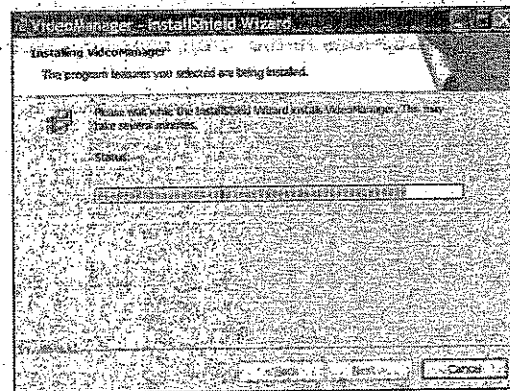 VideoManager - InstallShield Wizard
Installing VideoManager
The program features you selected are being installed.
Please wait while the InstallShield Wizard installs VideoManager. This may
take several minutes.
Status:
< Back
Next >
Cancel